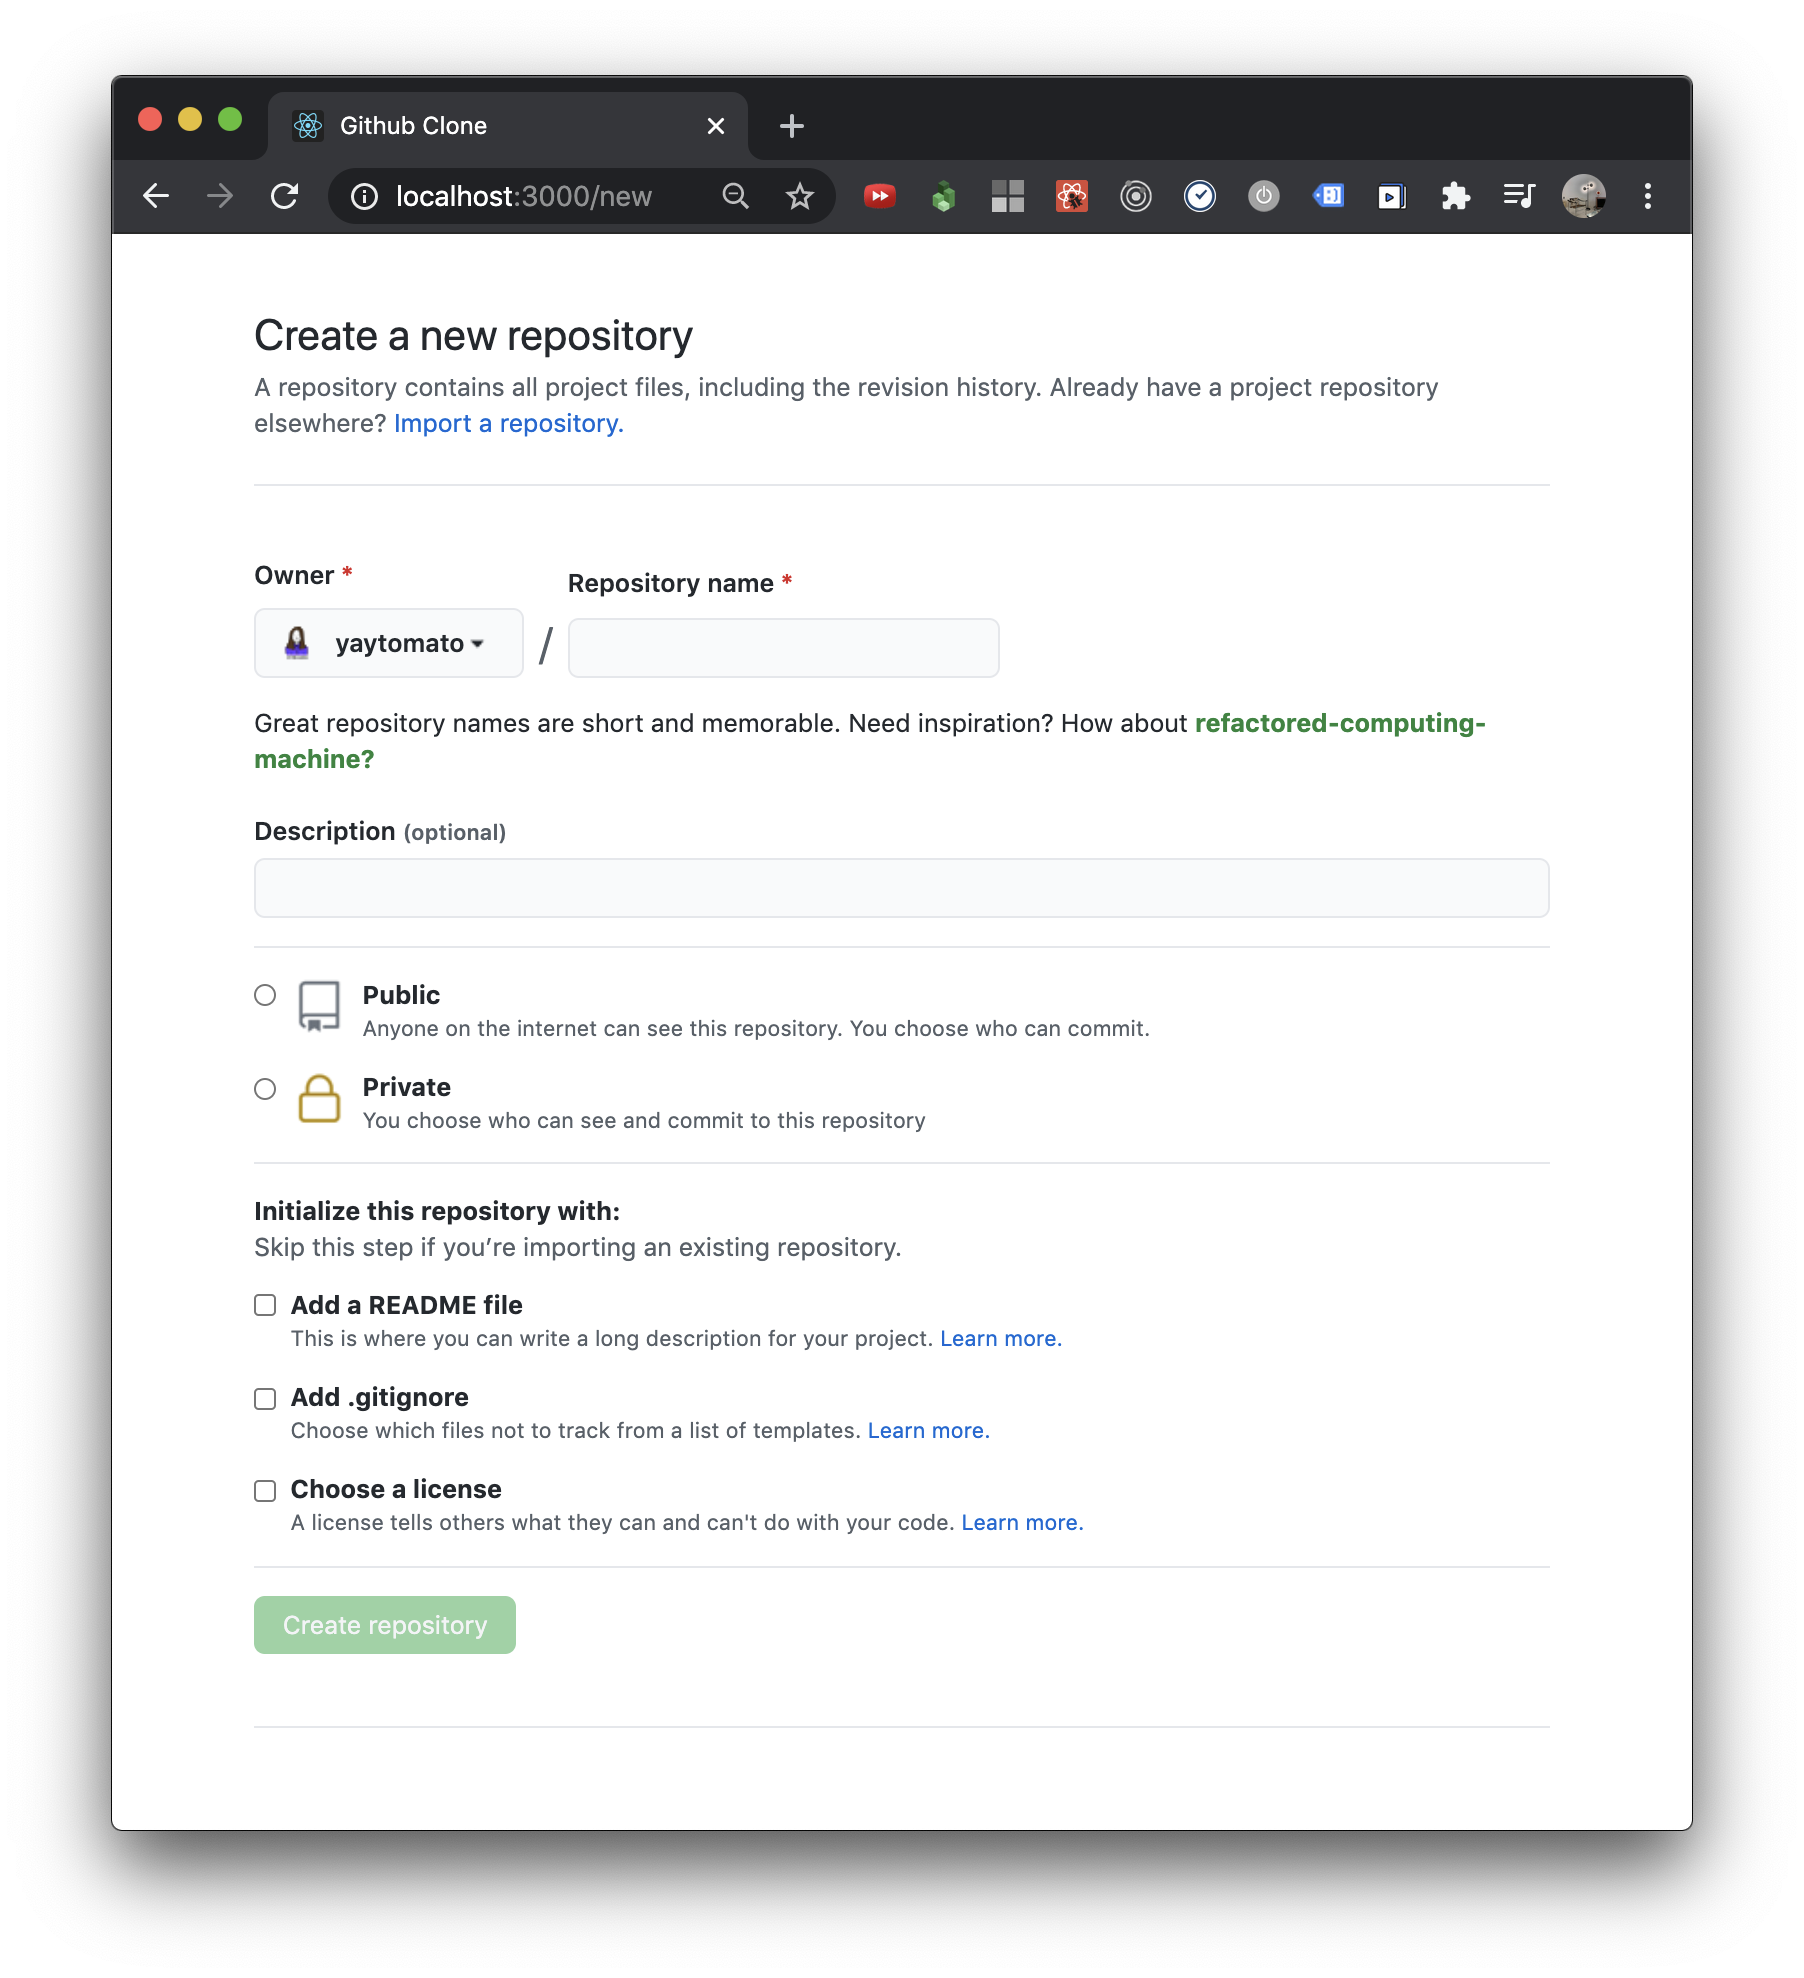 Github Clone
localhost:3000/new
Create a new repository
A repository contains all project files, including the revision history. Already have a project repository
elsewhere? Import a repository.
Owner *
Repository name *
yaytomato
/
Great repository names are short and memorable. Need inspiration? How about refactored-computing-
machine?
Description (optional)
Public
Anyone on the internet can see this repository. You choose who can commit.
Private
You choose who can see and commit to this repository
Initialize this repository with:
Skip this step if you’re importing an existing repository.
Add a README file
This is where you can write a long description for your project. Learn more.
Add .gitignore
Choose which files not to track from a list of templates. Learn more.
Choose a license
A license tells others what they can and can't do with your code. Learn more.
Create repository